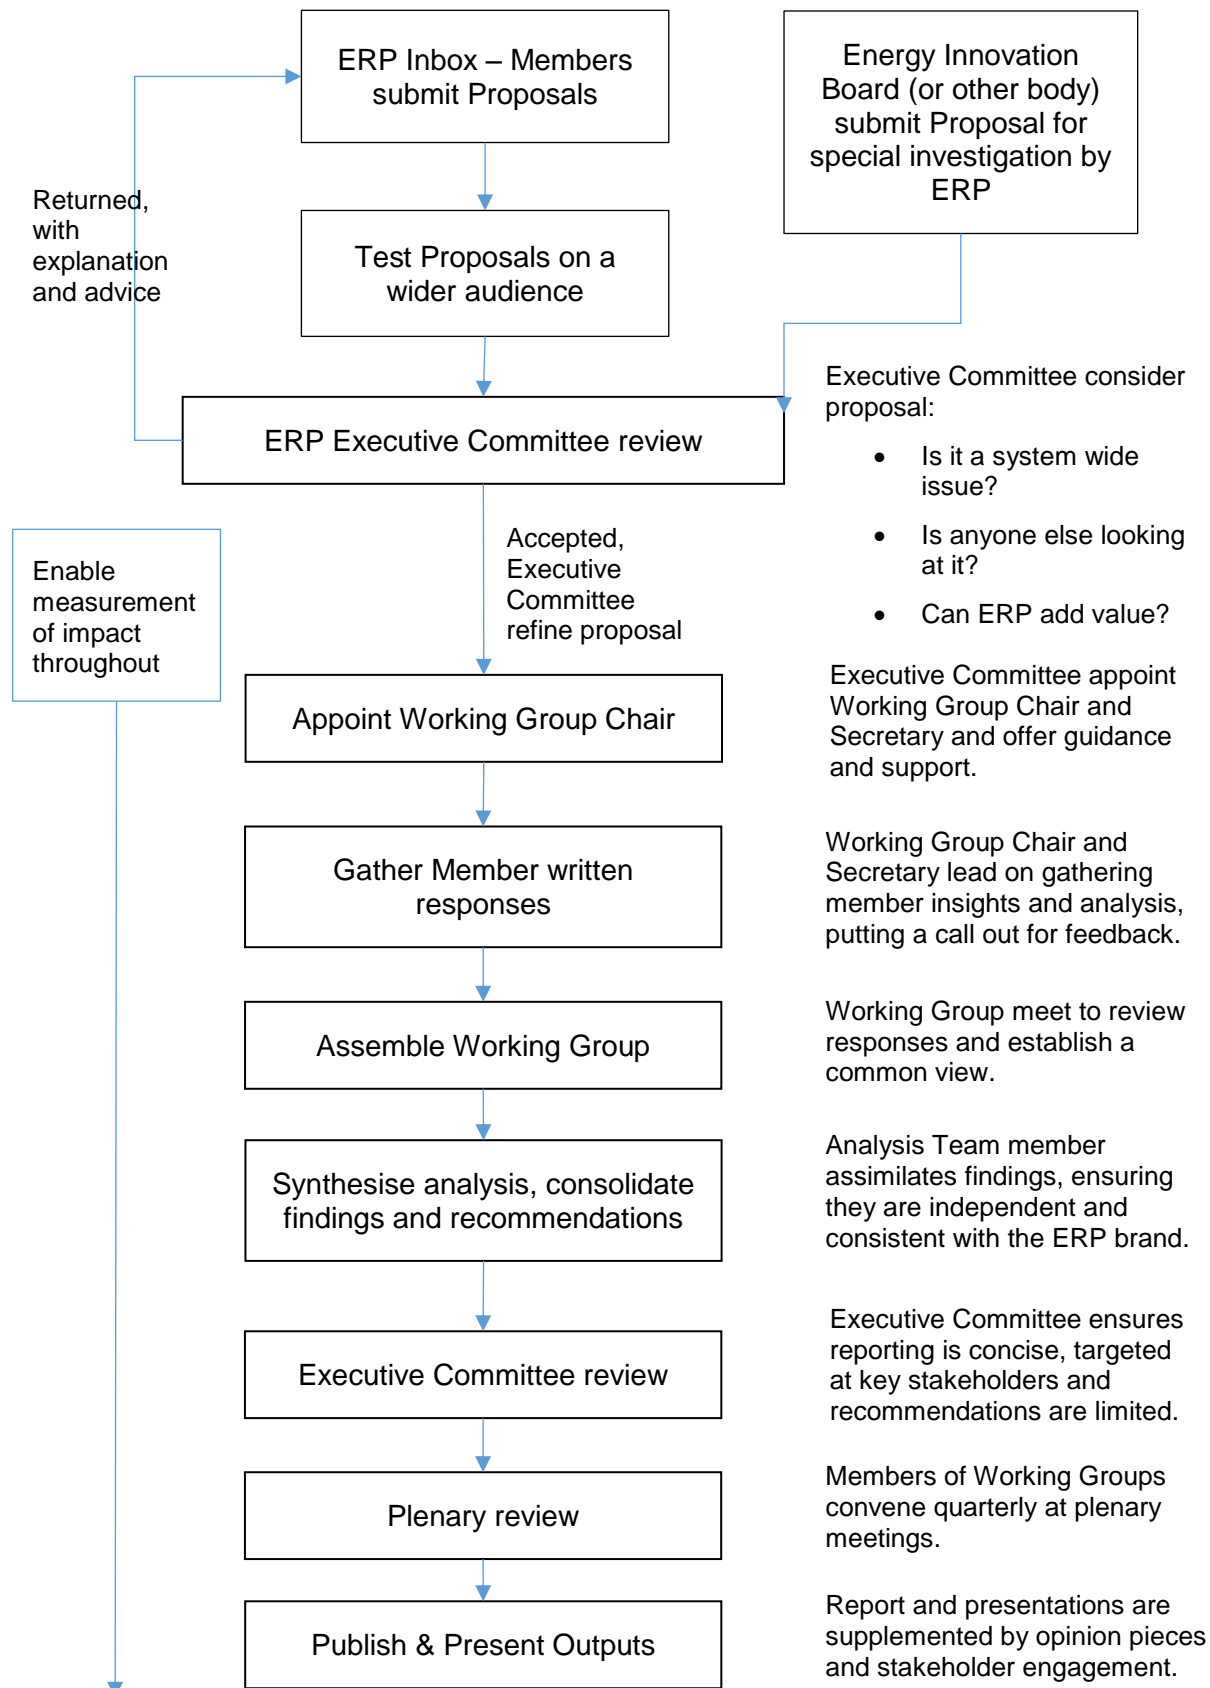 ERP Inbox – Members
submit Proposals
Energy Innovation
Board (or other body)
submit Proposal for
special investigation by
ERP
Returned,
with
explanation
and advice
Test Proposals on a
wider audience
ERP Executive Committee review
Executive Committee consider
proposal:
• Is it a system wide
issue?
• Is anyone else looking
at it?
• Can ERP add value?
Accepted,
Executive
Committee
refine proposal
Enable
measurement
of impact
throughout
Appoint Working Group Chair
Executive Committee appoint
Working Group Chair and
Secretary and offer guidance
and support.
Gather Member written
responses
Working Group Chair and
Secretary lead on gathering
member insights and analysis,
putting a call out for feedback.
Assemble Working Group
Working Group meet to review
responses and establish a
common view.
Synthesise analysis, consolidate
findings and recommendations
Analysis Team member
assimilates findings, ensuring
they are independent and
consistent with the ERP brand.
Executive Committee review
Executive Committee ensures
reporting is concise, targeted
at key stakeholders and
recommendations are limited.
Plenary review
Members of Working Groups
convene quarterly at plenary
meetings.
Publish & Present Outputs
Report and presentations are
supplemented by opinion pieces
and stakeholder engagement.